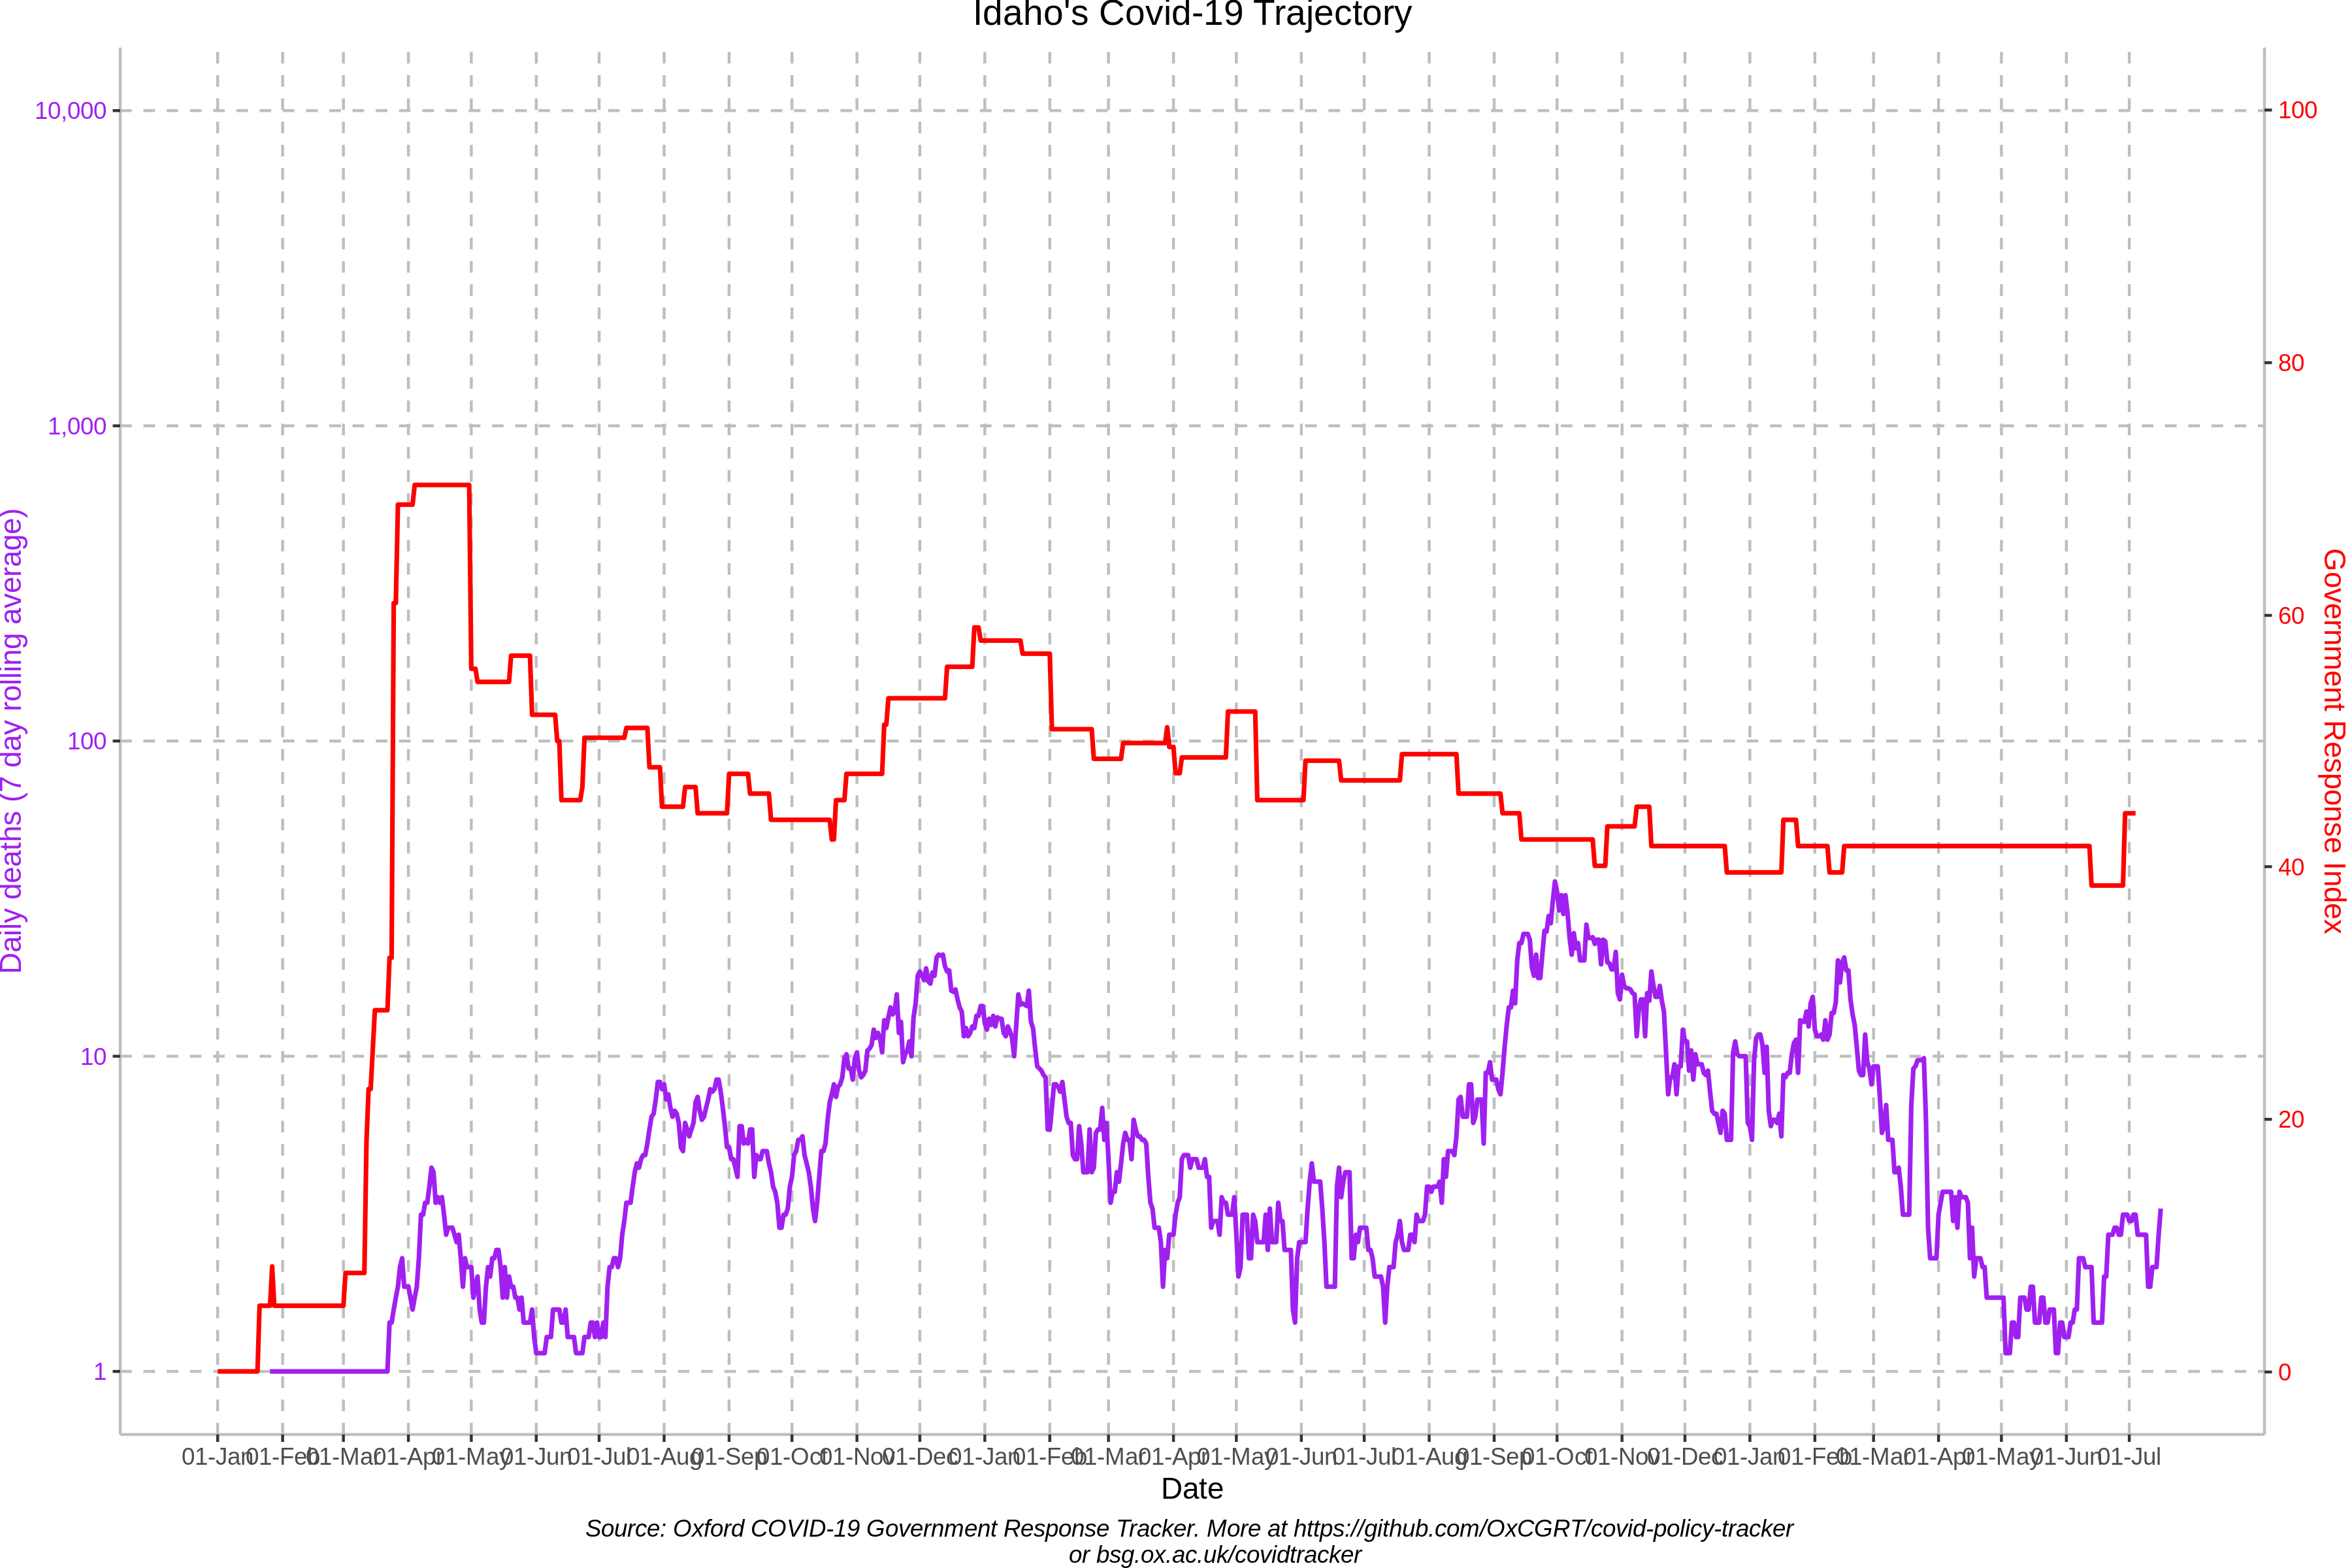 Idaho's Covid-19 Trajectory
10,000
1,000
100
10
1
Daily deaths (7 day rolling average)
100
80
60
40
20
0
Government Response Index
01-Jan 01-Feb 01-Mar 01-Apr 01-May 01-Jun 01-Jul 01-Aug 01-Sep 01-Oct 01-Nov 01-Dec 01-Jan 01-Feb 01-Mar 01-Apr 01-May 01-Jun 01-Jul 01-Aug 01-Sep 01-Oct 01-Nov 01-Dec 01-Jan 01-Feb 01-Mar 01-Apr 01-May 01-Jun 01-Jul
Date
Source: Oxford COVID-19 Government Response Tracker. More at https://github.com/OxCGRT/covid-policy-tracker
or bsg.ox.ac.uk/covidtracker